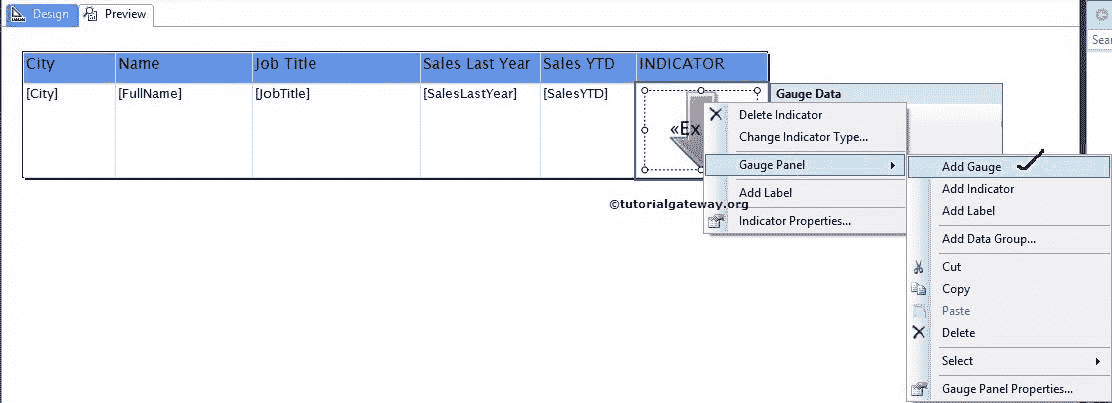 Design Preview
Sear
City Name Job Title Sales Last Year Sales YTD INDICATOR
[City] [FullName] [JobTitle] [SalesLastYear] [SalesYTD] Gauge Data
«Ex
Delete Indicator
Change Indicator Type...
Gauge Panel
Add Label
Indicator Properties...
Add Gauge
Add Indicator
Add Label
Add Data Group...
Cut
Copy
Paste
Delete
Select
Gauge Panel Properties...
©tutorialgateway.org